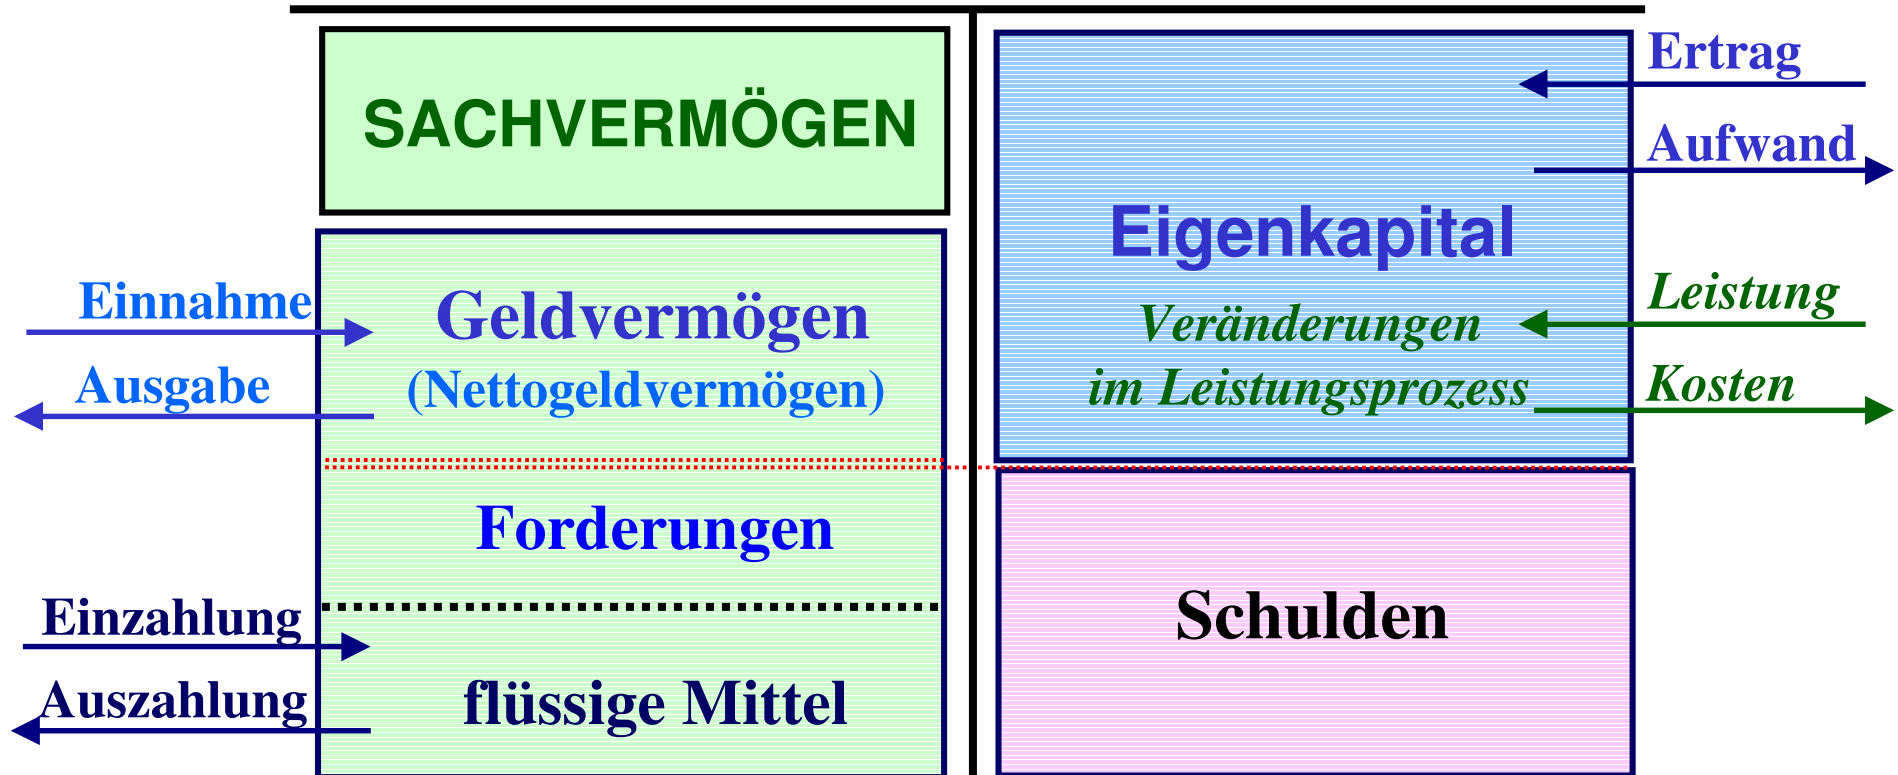 SACHVERMÖGEN
Einnahme
Ausgabe
Geldvermögen
(Nettogeldvermögen)
Forderungen
Einzahlung
Auszahlung
flüssige Mittel
Eigenkapital
Veränderungen
im Leistungsprozess
Ertrag
Aufwand
Leistung
Kosten
Schulden